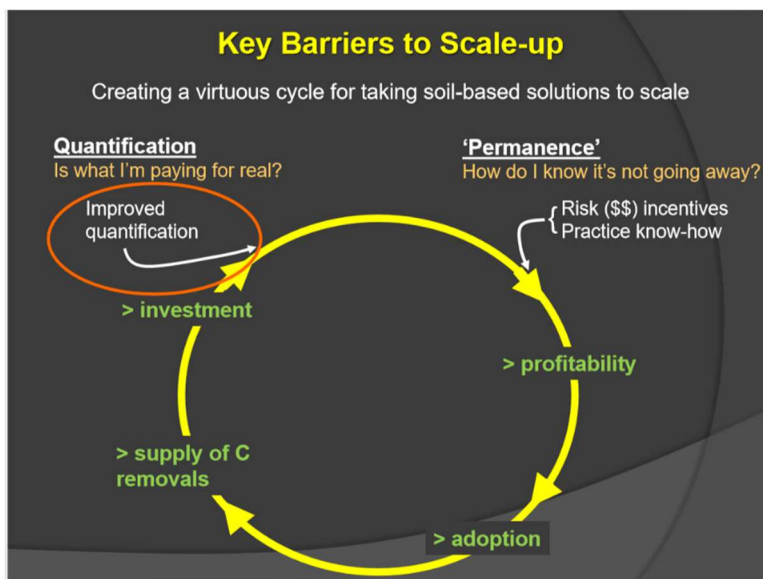 Key Barriers to Scale-up
Creating a virtuous cycle for taking soil-based solutions to scale
Quantification
Is what I'm paying for real?
Improved
quantification
‘Permanence’
How do I know it's not going away?
Risk ($$) incentives
Practice know-how
> investment
> profitability
> supply of C
removals
> adoption